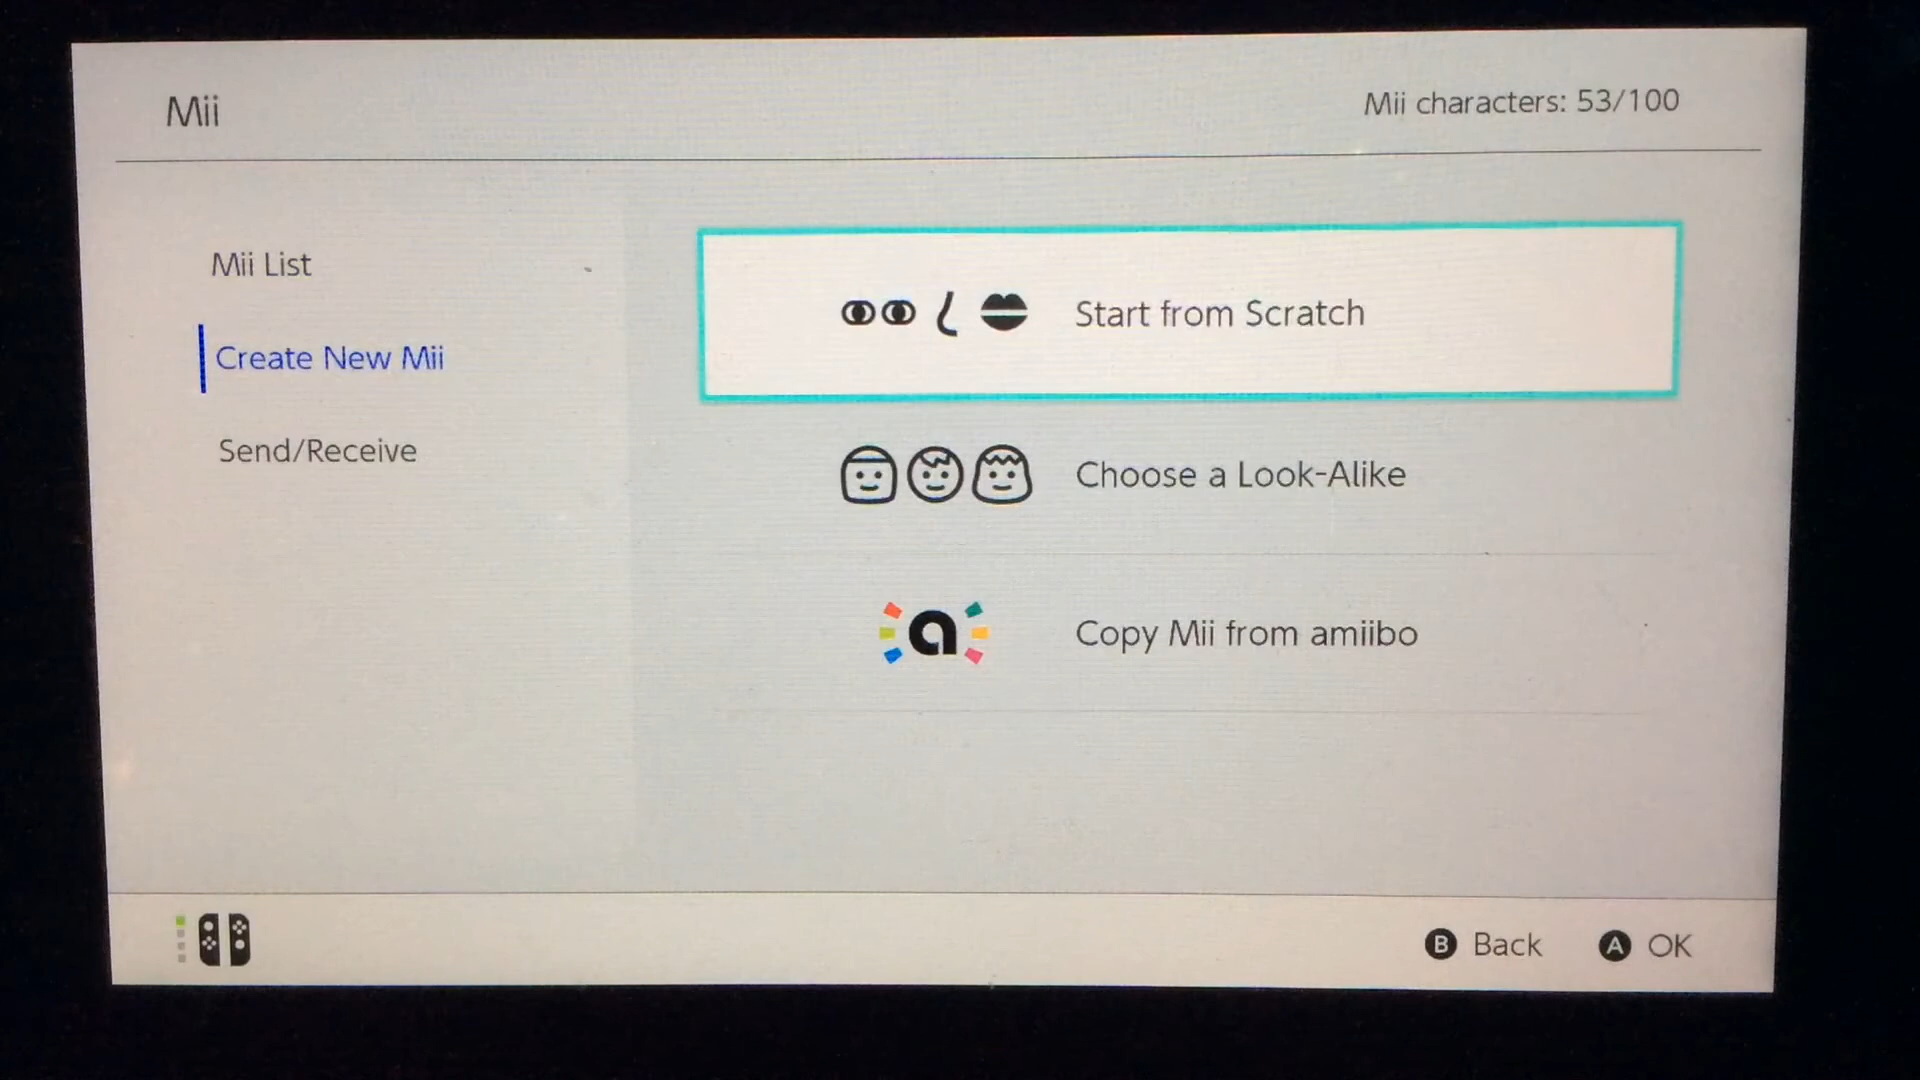 Mii
Mii characters: 53/100
Mii List
Create New Mii
Send/Receive
Start from Scratch
Choose a Look-Alike
a
Copy Mii from amiibo
B Back
A OK